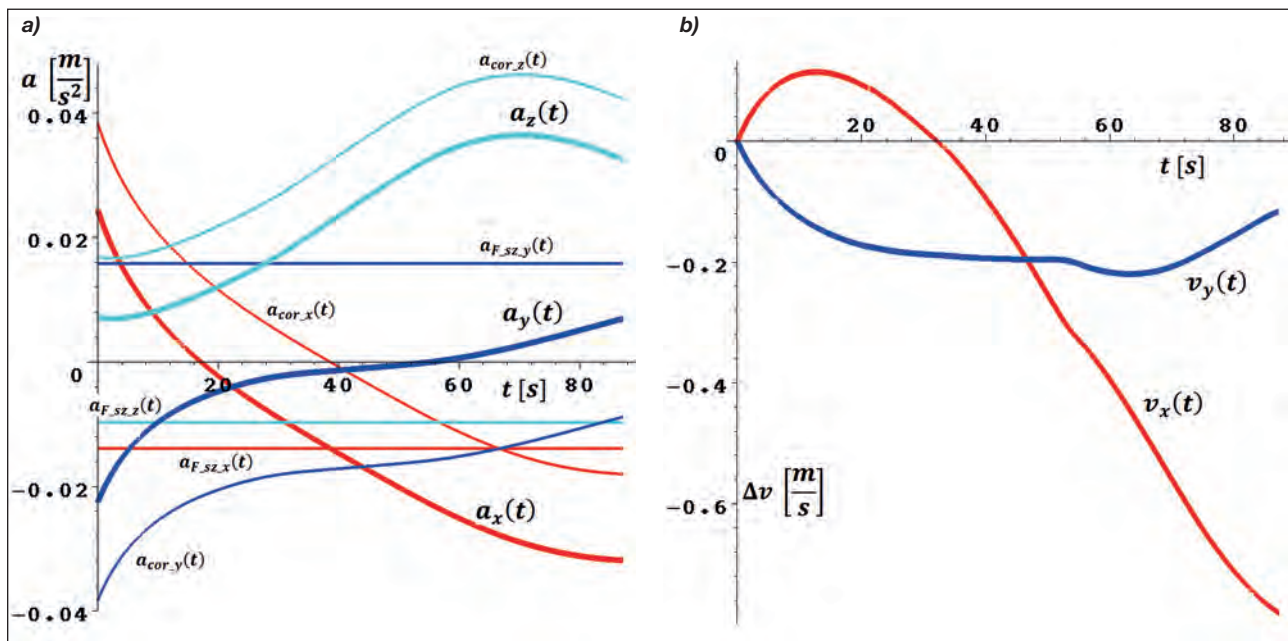 a)
a [m/s²]
a_cor_z(t)
a_z(t)
0.04
0.02
a_F_sz_y(t)
a_cor_x(t)
a_y(t)
0
20
40
60
80
t [s]
a_F_sz_z(t)
a_F_sz_x(t)
-0.02
a_x(t)
a_cor_y(t)
-0.04
b)
20
40
60
80
0
t [s]
-0.2
v_y(t)
-0.4
v_x(t)
Δv [m/s]
-0.6